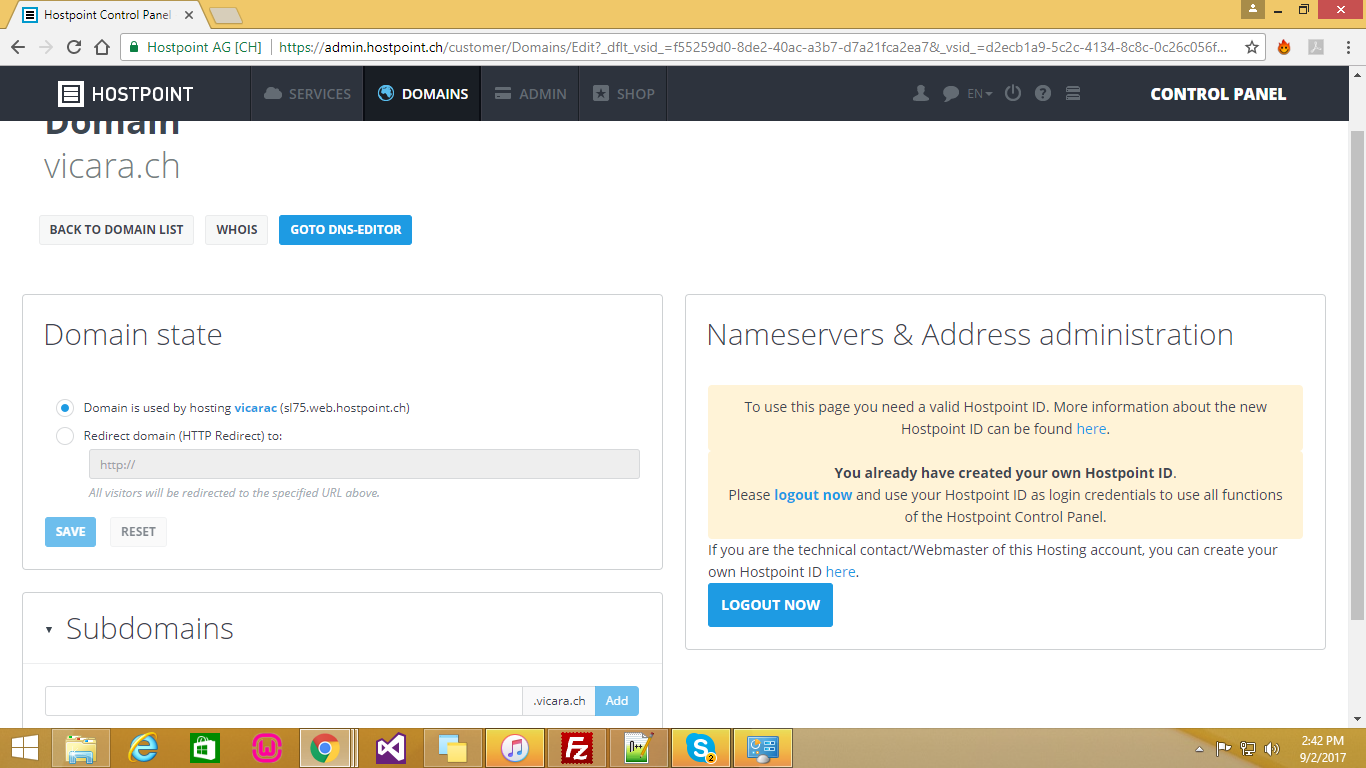 Hostpoint Control Panel
Hostpoint AG [CH]
https://admin.hostpoint.ch/customer/Domains/Edit?_dflt_vsid_=f55259d0-8de2-40ac-a3b7-d7a21fca2ea7&_vsid_=d2ecb1a9-5c2c-4134-8c8c-0c26c056f...
HOSTPOINT
SERVICES
DOMAINS
ADMIN
SHOP
EN
CONTROL PANEL
Domain
vicara.ch
BACK TO DOMAIN LIST
WHOIS
GOTO DNS-EDITOR
Domain state
Domain is used by hosting vicarac (sl75.web.hostpoint.ch)
Redirect domain (HTTP Redirect) to:
http://
All visitors will be redirected to the specified URL above.
SAVE
RESET
Subdomains
.vicara.ch
Add
Nameservers & Address administration
To use this page you need a valid Hostpoint ID. More information about the new
Hostpoint ID can be found here.
You already have created your own Hostpoint ID.
Please logout now and use your Hostpoint ID as login credentials to use all functions
of the Hostpoint Control Panel.
If you are the technical contact/Webmaster of this Hosting account, you can create your
own Hostpoint ID here.
LOGOUT NOW
2
2:42 PM
9/2/2017